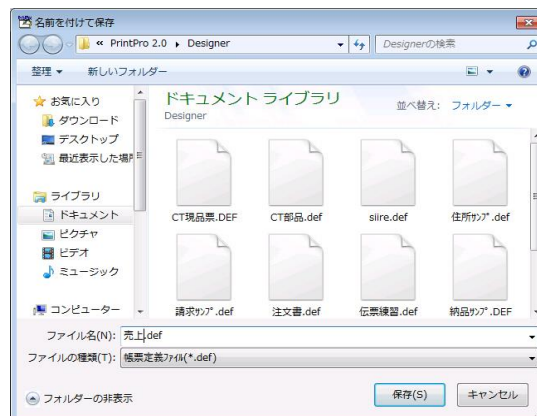 名前を付けて保存
« PrintPro 2.0 ▸ Designer
Designerの検索
整理 ▼ 新しいフォルダー
お気に入り
ダウンロード
デスクトップ
最近表示した場所
ライブラリ
ドキュメント
ピクチャ
ビデオ
ミュージック
コンピューター
ドキュメント ライブラリ
Designer
並べ替え: フォルダー ▼
CT現品票.DEF CT部品.def siire.def 住所ｻﾝﾌﾟ.def
請求ｻﾝﾌﾟ.def 注文書.def 伝票練習.def 納品ｻﾝﾌﾟ.DEF
ファイル名(N): 売上.def
ファイルの種類(T): 帳票定義ﾌｧｲﾙ(*.def)
フォルダーの非表示
保存(S) キャンセル